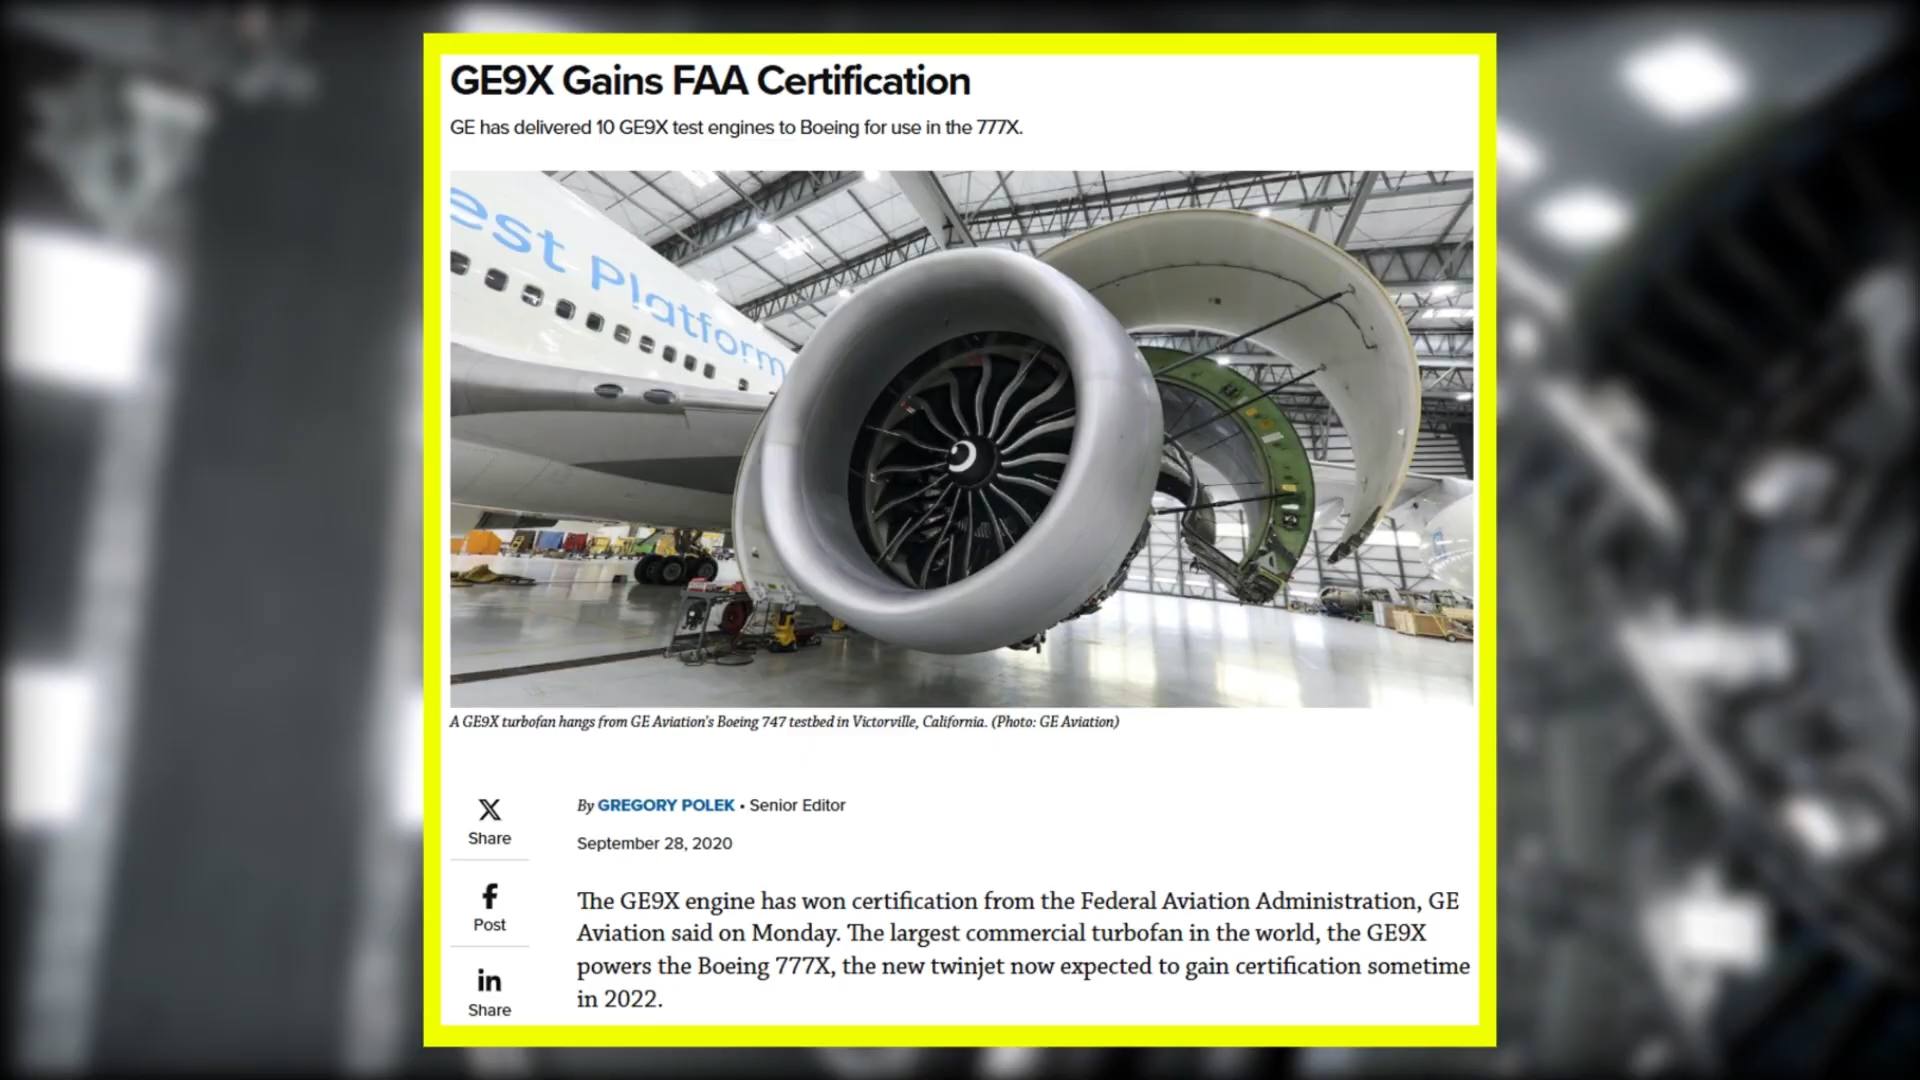 GE9X Gains FAA Certification
GE has delivered 10 GE9X test engines to Boeing for use in the 777X.
est Platform
A GE9X turbofan hangs from GE Aviation's Boeing 747 testbed in Victorville, California. (Photo: GE Aviation)
X
Share
f
Post
in
Share
By GREGORY POLEK • Senior Editor
September 28, 2020
The GE9X engine has won certification from the Federal Aviation Administration, GE
Aviation said on Monday. The largest commercial turbofan in the world, the GE9X
powers the Boeing 777X, the new twinjet now expected to gain certification sometime
in 2022.